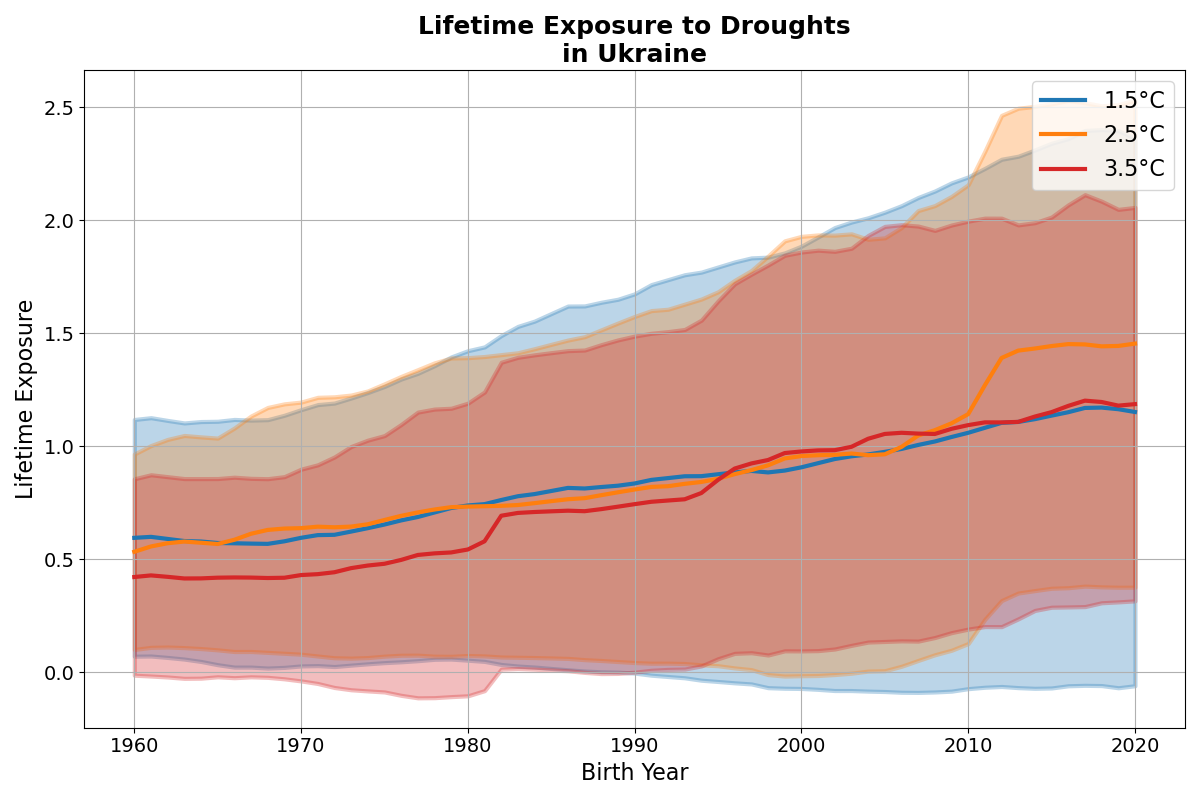 Lifetime Exposure to Droughts
in Ukraine
1.5°C
2.5°C
3.5°C
2.5
2.0
1.5
1.0
0.5
0.0
Lifetime Exposure
1960 1970 1980 1990 2000 2010 2020
Birth Year